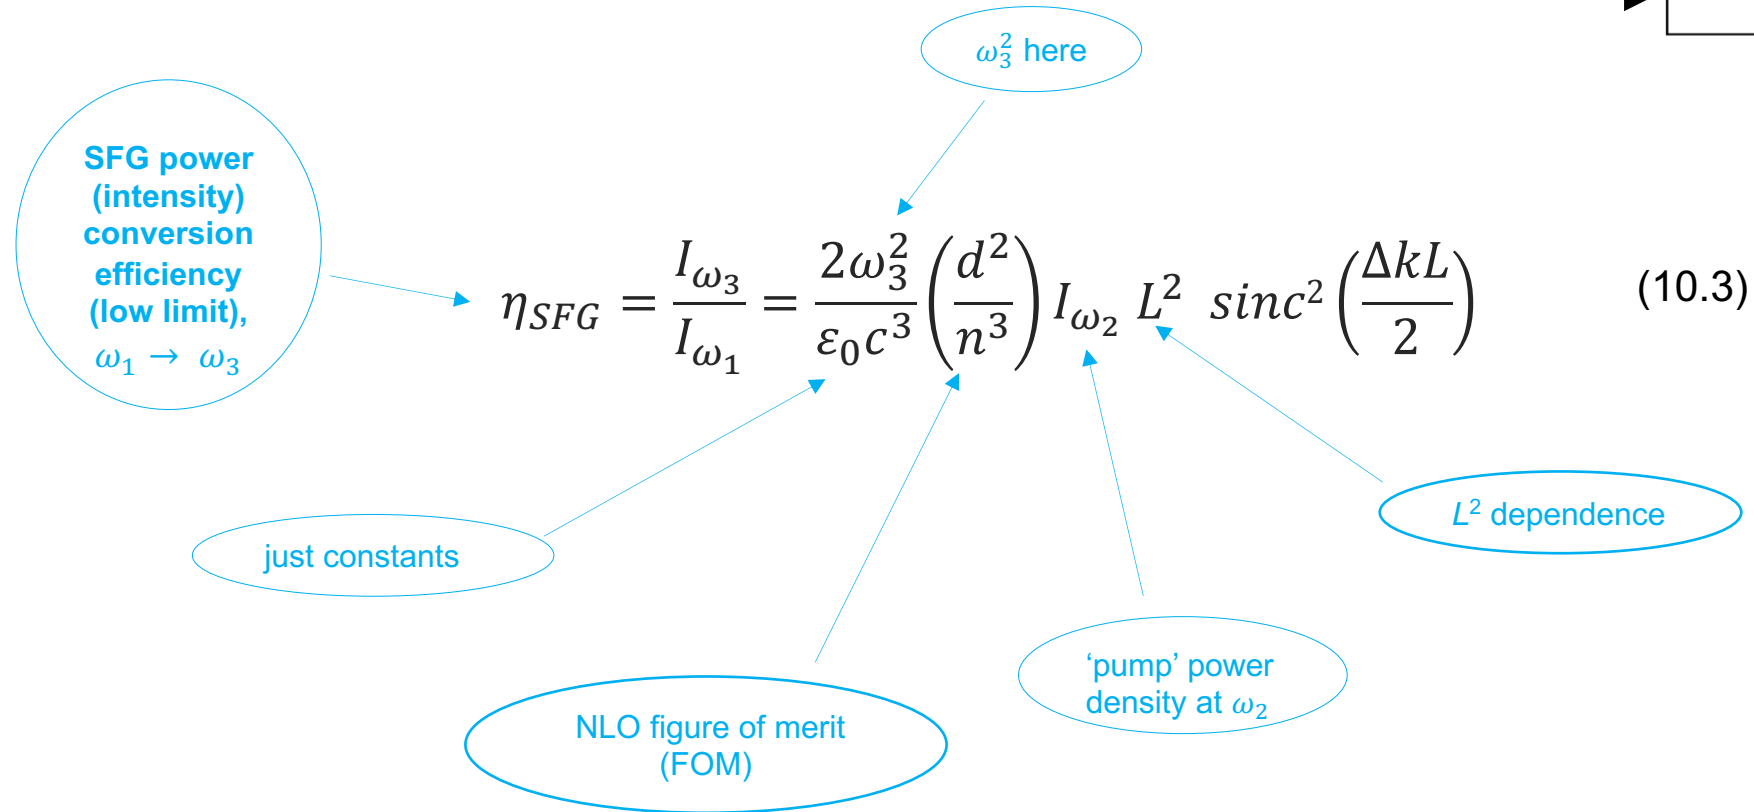 ω₃² here
SFG power
(intensity)
conversion
efficiency
(low limit),
ω₁ → ω₃
η_SFG = I_ω₃ / I_ω₁ = (2ω₃² / ε₀c³) (d² / n³) I_ω₂ L² sinc² (ΔkL / 2) (10.3)
L² dependence
just constants
'pump' power
density at ω₂
NLO figure of merit
(FOM)